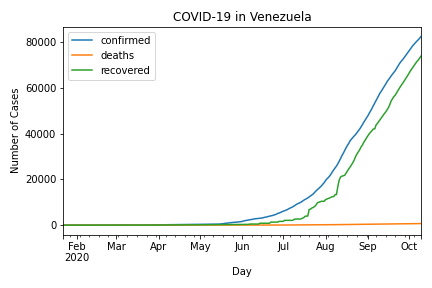 COVID-19 in Venezuela
confirmed
deaths
recovered
Number of Cases
80000
60000
40000
20000
0
Feb Mar Apr May Jun Jul Aug Sep Oct
2020
Day